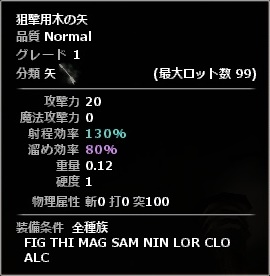 狙撃用木の矢
品質 Normal
グレード 1
分類 矢 (最大ロット数 99)
攻撃力 20
魔法攻撃力 0
射程効率 130%
溜め効率 80%
重量 0.12
硬度 1
物理属性 斬0 打0 突100
装備条件 全種族
FIG THI MAG SAM NIN LOR CLO
ALC